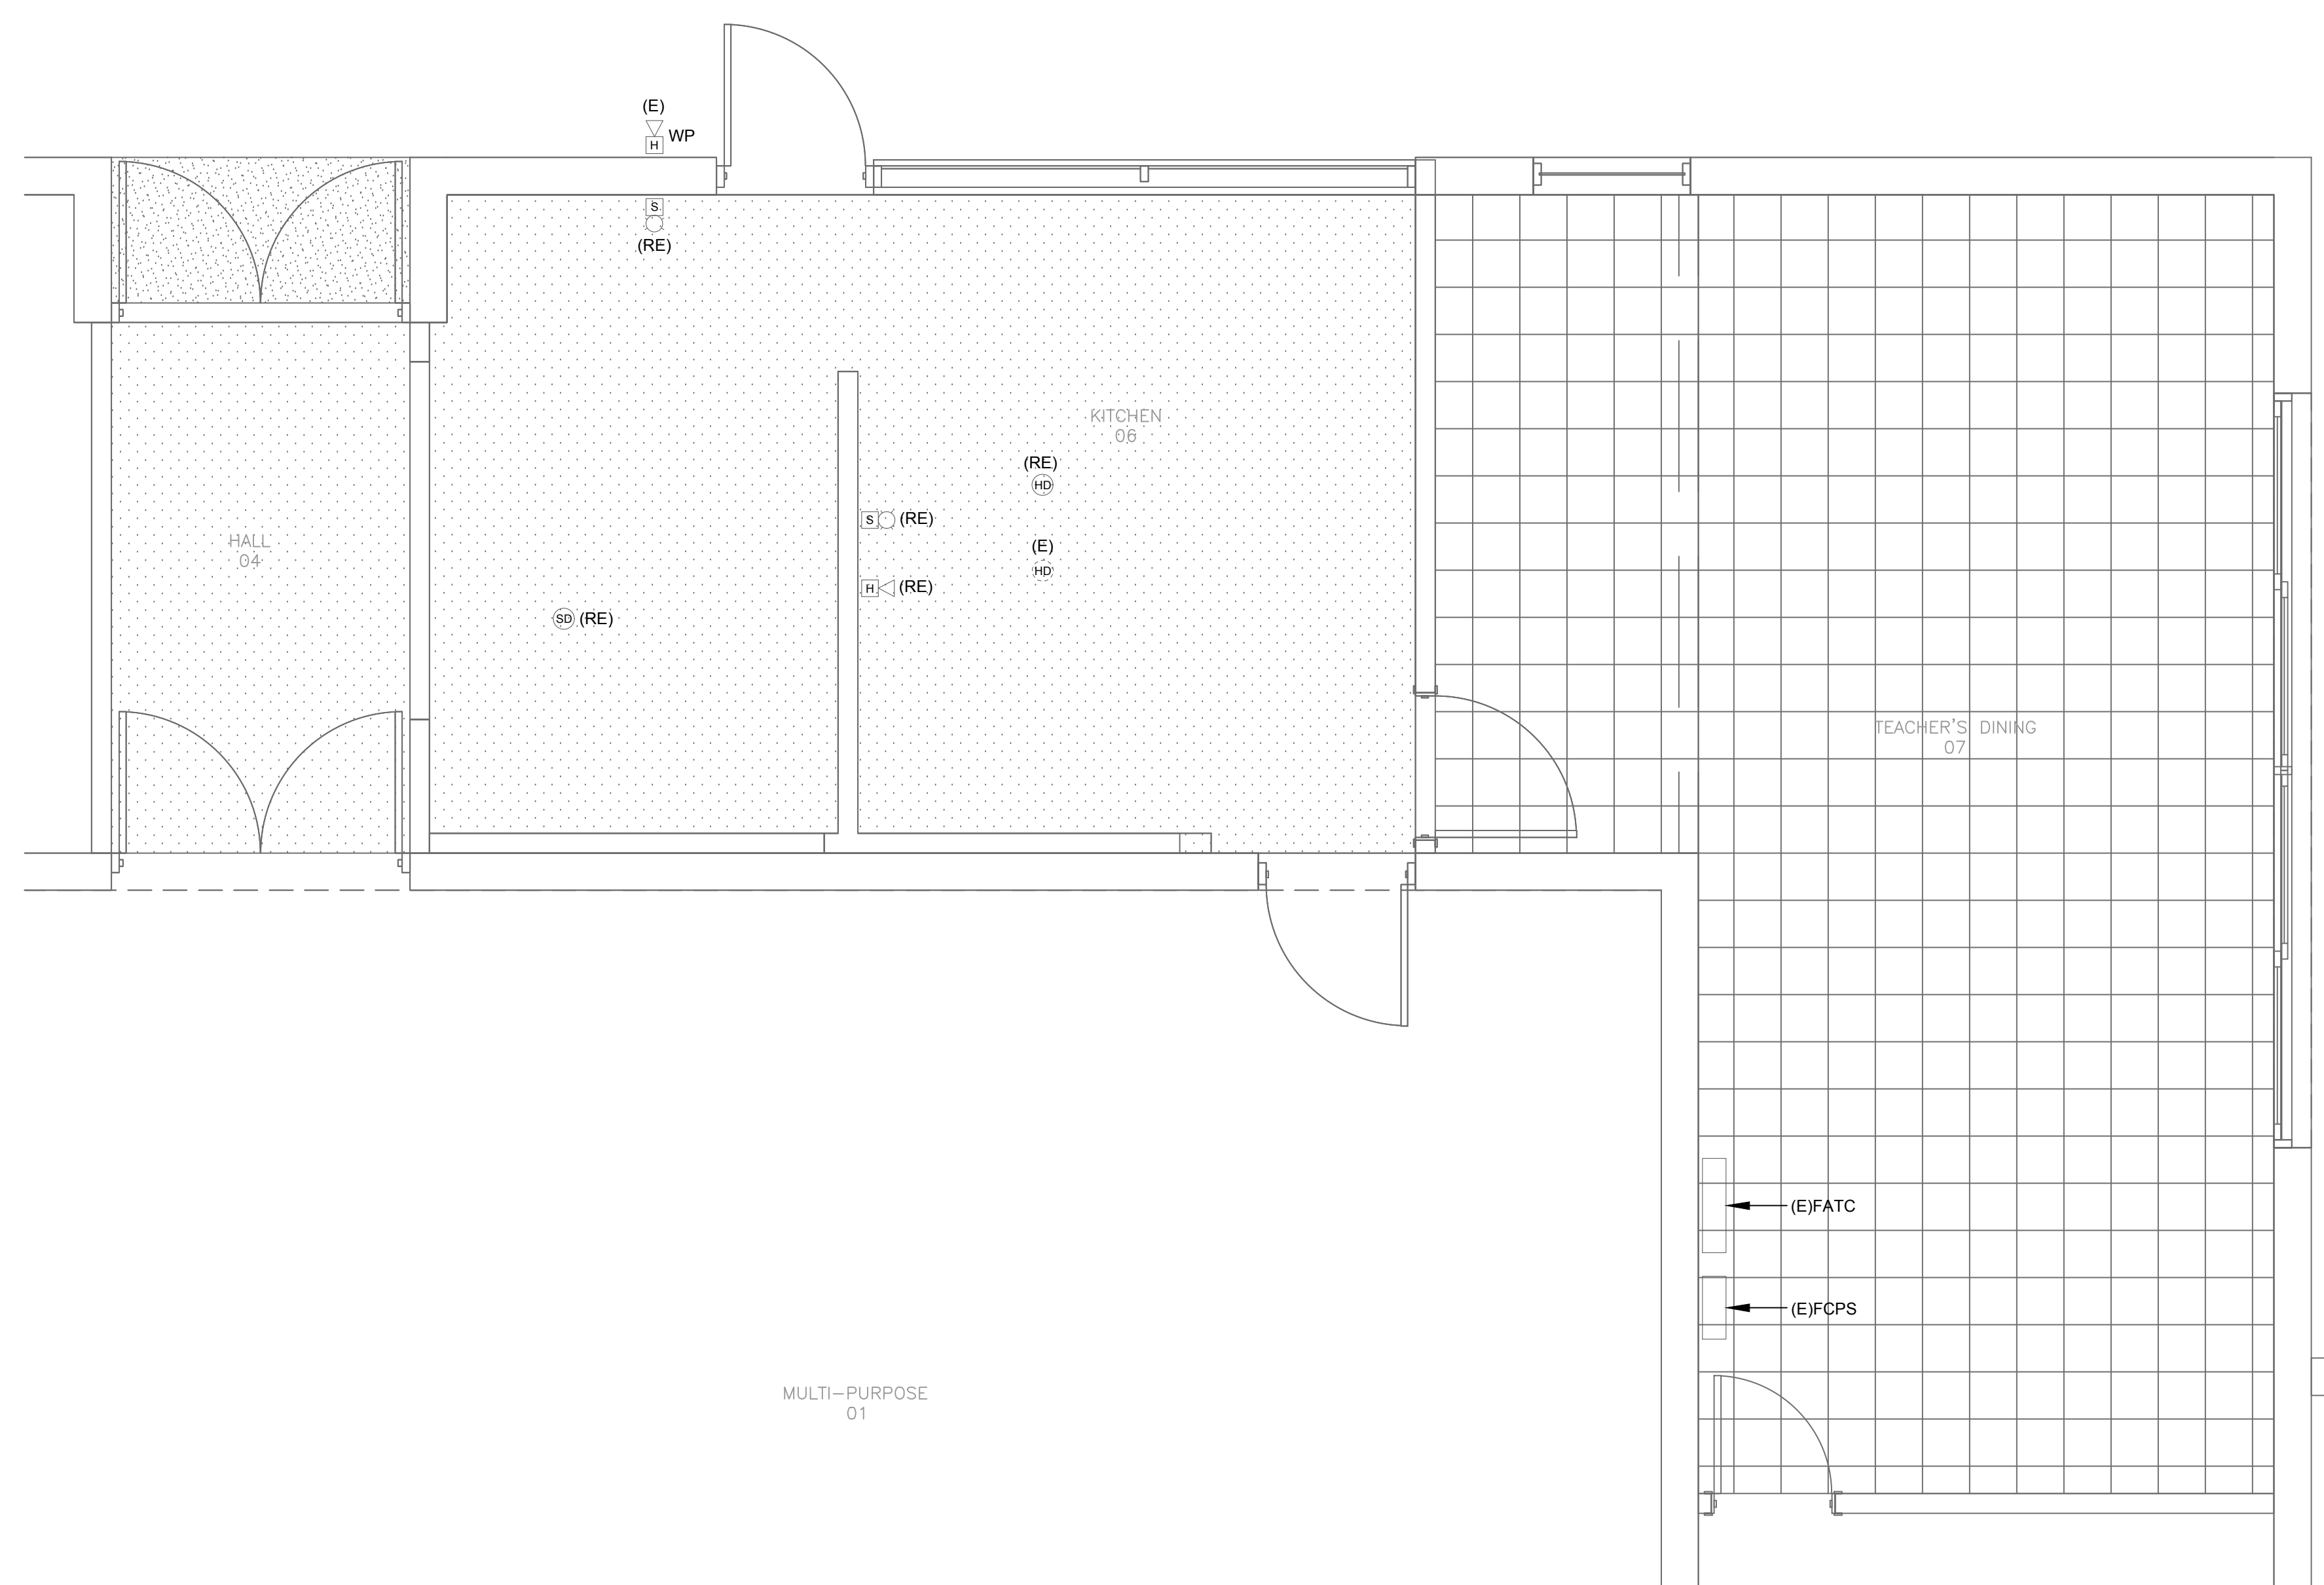 (E)
WP
H
S
(RE)
KITCHEN
06
(RE)
HD
S (RE)
(E)
HD
H (RE)
SD (RE)
HALL
04
TEACHER'S DINING
07
(E)FATC
(E)FCPS
MULTI-PURPOSE
01